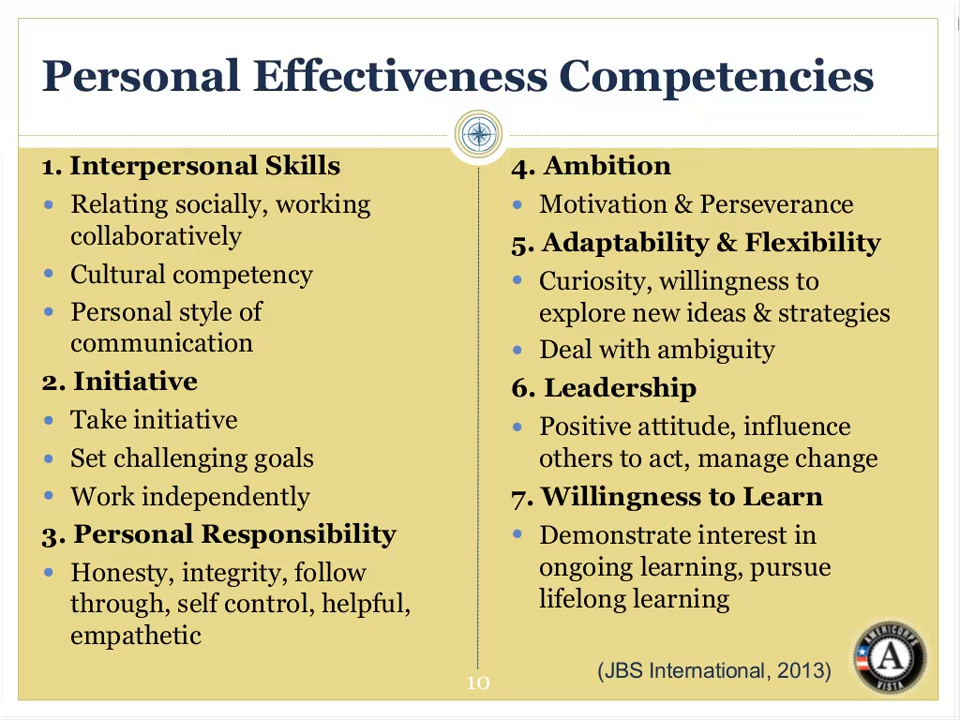 Personal Effectiveness Competencies
1. Interpersonal Skills
• Relating socially, working
collaboratively
• Cultural competency
• Personal style of
communication
2. Initiative
• Take initiative
• Set challenging goals
• Work independently
3. Personal Responsibility
• Honesty, integrity, follow
through, self control, helpful,
empathetic
4. Ambition
• Motivation & Perseverance
5. Adaptability & Flexibility
• Curiosity, willingness to
explore new ideas & strategies
• Deal with ambiguity
6. Leadership
• Positive attitude, influence
others to act, manage change
7. Willingness to Learn
• Demonstrate interest in
ongoing learning, pursue
lifelong learning
(JBS International, 2013)
10
AMERICORPS
A
VISTA